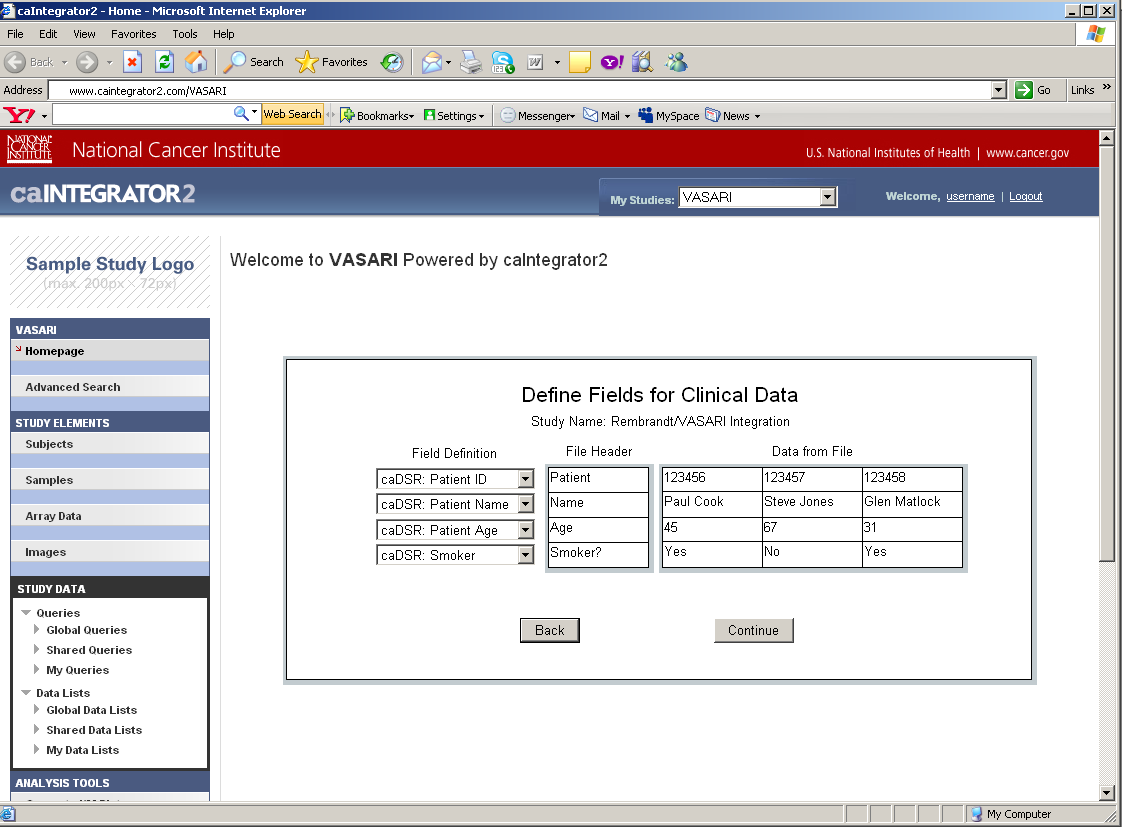 caIntegrator2 - Home - Microsoft Internet Explorer
File Edit View Favorites Tools Help
Back Search Favorites
Address www.caintegrator2.com/VASARI Go Links »
Y! Web Search Bookmarks Settings Messenger Mail MySpace News
NATIONAL CANCER INSTITUTE National Cancer Institute U.S. National Institutes of Health | www.cancer.gov
caINTEGRATOR2 My Studies: VASARI Welcome, username | Logout
Sample Study Logo
(max. 200px × 72px)
Welcome to VASARI Powered by caIntegrator2
VASARI
Homepage
Advanced Search
STUDY ELEMENTS
Subjects
Samples
Array Data
Images
STUDY DATA
Queries
Global Queries
Shared Queries
My Queries
Data Lists
Global Data Lists
Shared Data Lists
My Data Lists
ANALYSIS TOOLS
Define Fields for Clinical Data
Study Name: Rembrandt/VASARI Integration
Field Definition File Header Data from File
caDSR: Patient ID Patient 123456 123457 123458
caDSR: Patient Name Name Paul Cook Steve Jones Glen Matlock
caDSR: Patient Age Age 45 67 31
caDSR: Smoker Smoker? Yes No Yes
Back Continue
My Computer